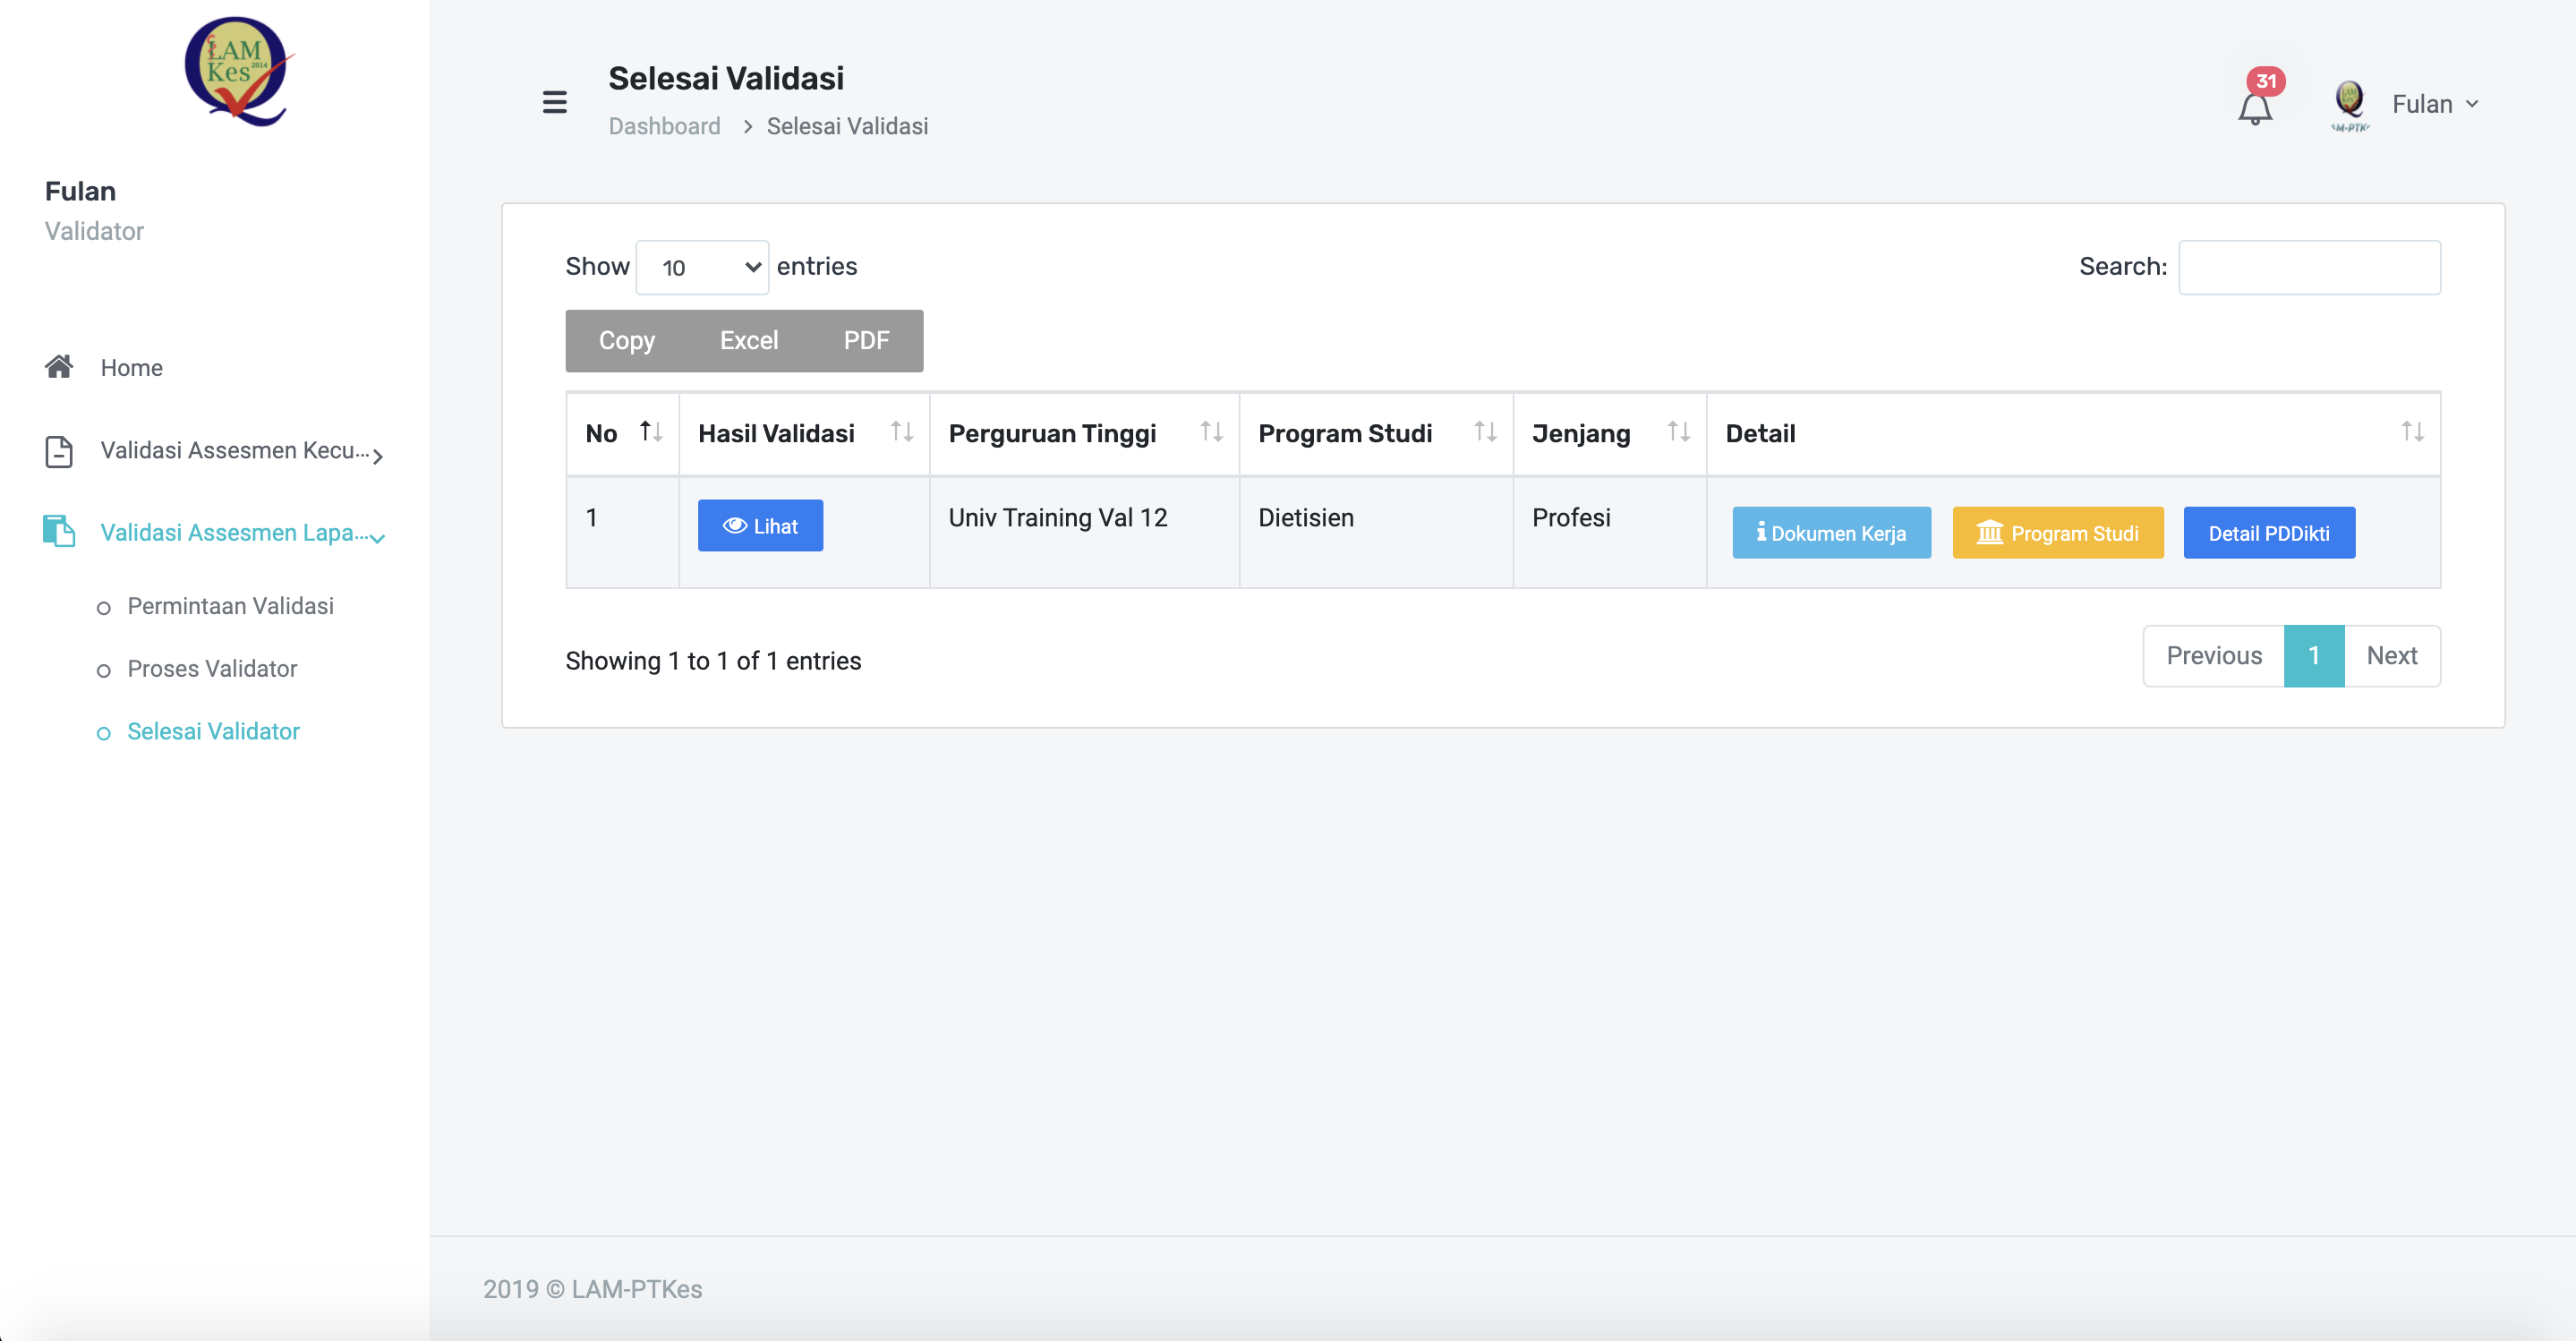 LAM
Kes 2014
Fulan
Validator
Home
Validasi Assesmen Kecu...
Validasi Assesmen Lapa...
Permintaan Validasi
Proses Validator
Selesai Validator
Selesai Validasi
Dashboard > Selesai Validasi
31
Fulan
Show 10 entries
Search:
Copy Excel PDF
No Hasil Validasi Perguruan Tinggi Program Studi Jenjang Detail
1 Lihat Univ Training Val 12 Dietisien Profesi Dokumen Kerja Program Studi Detail PDDikti
Showing 1 to 1 of 1 entries
Previous 1 Next
2019 © LAM-PTKes